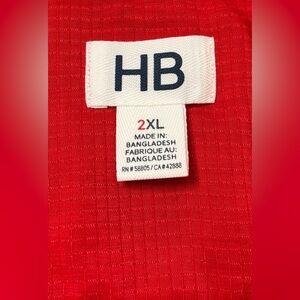 HB
2XL
MADE IN:
BANGLADESH
FABRIQUE AU:
BANGLADESH
RN # 58805 / CA # 42888